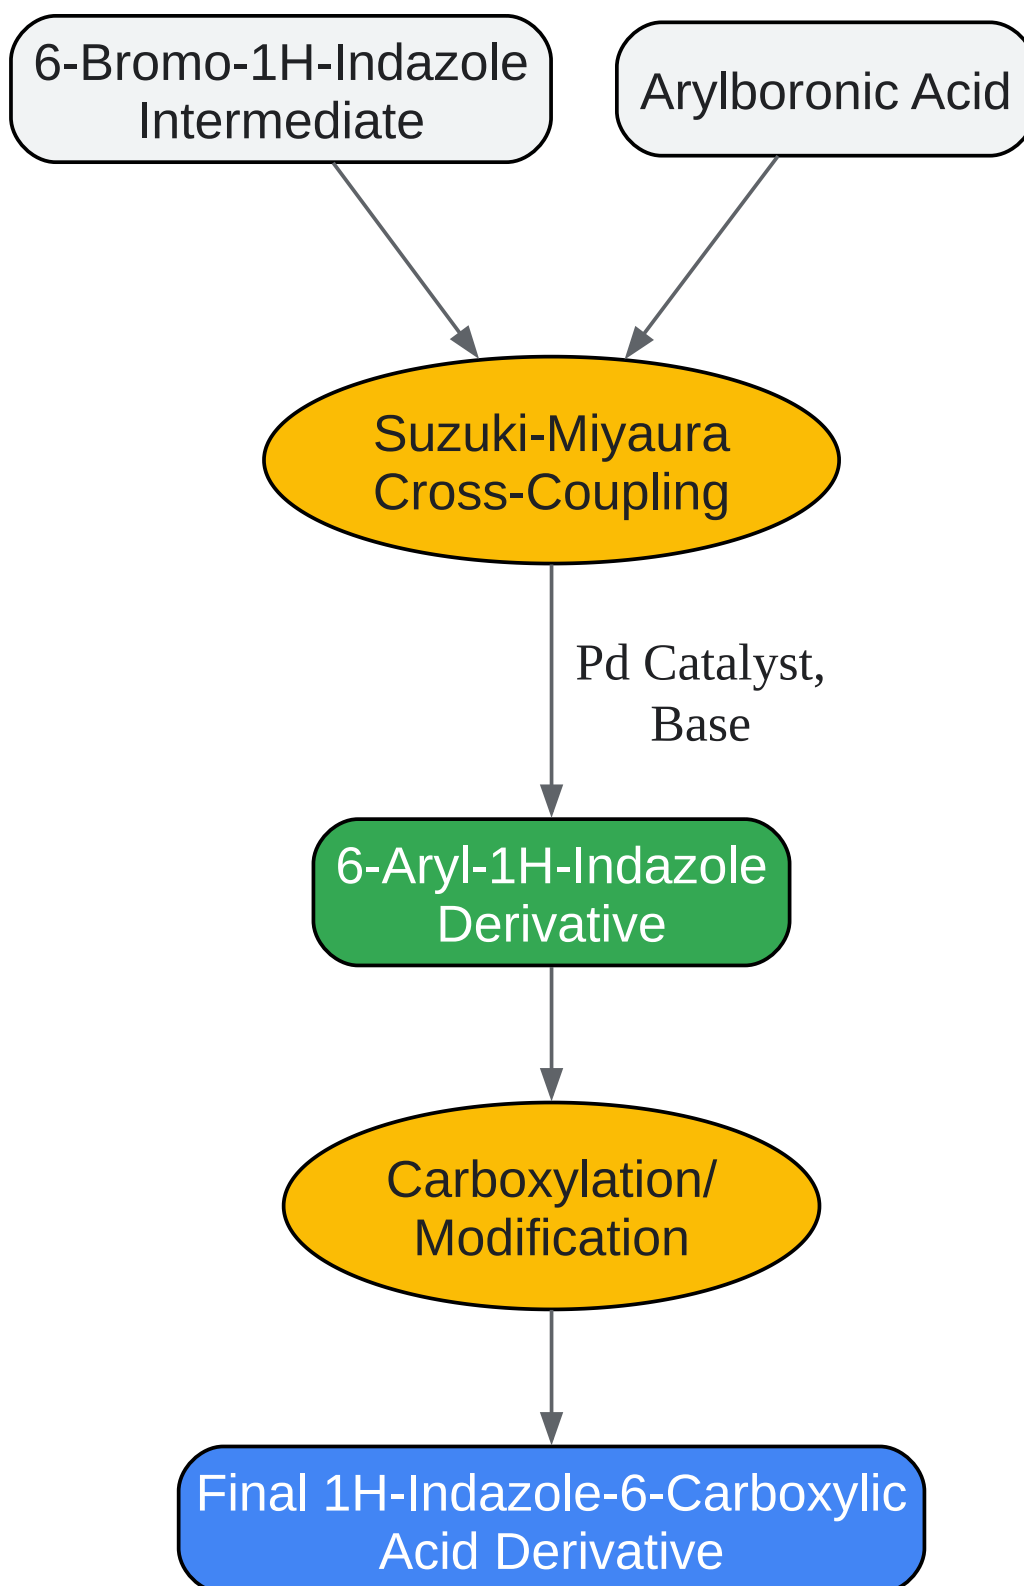 6-Bromo-1H-Indazole
Intermediate
Arylboronic Acid
Suzuki-Miyaura
Cross-Coupling
Pd Catalyst,
Base
6-Aryl-1H-Indazole
Derivative
Carboxylation/
Modification
Final 1H-Indazole-6-Carboxylic
Acid Derivative